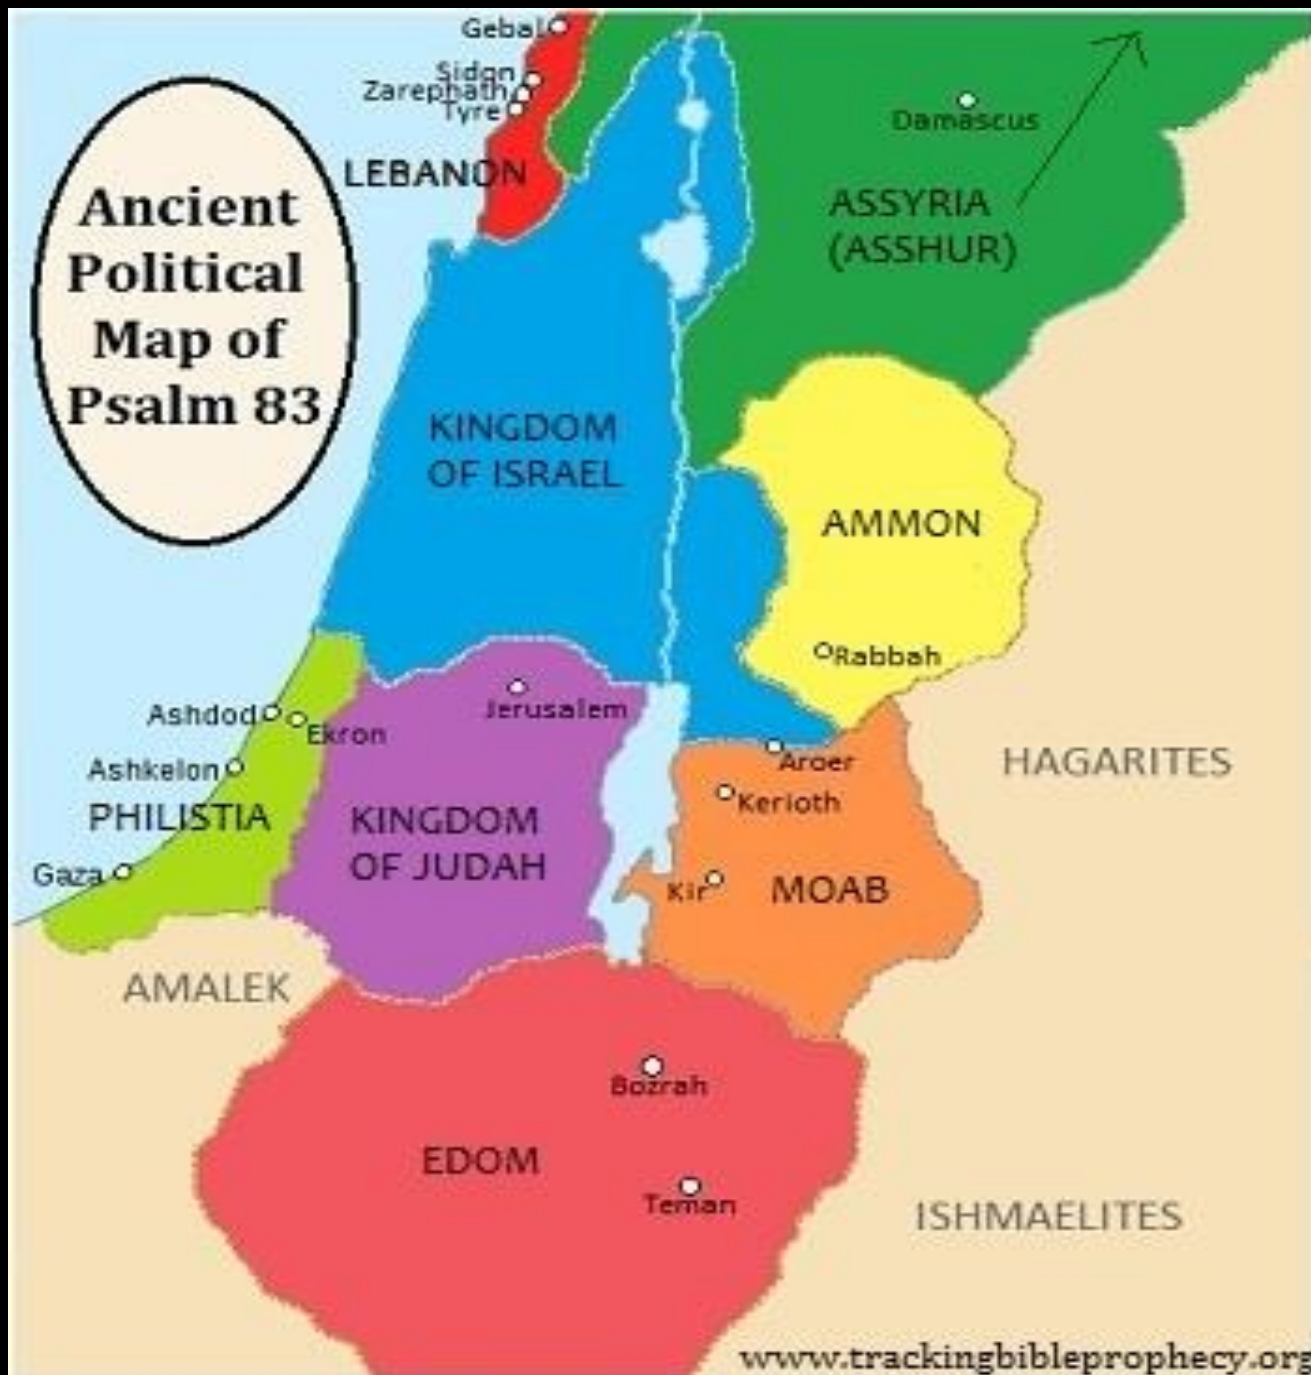 Gebal
Sidon
Zarephath
Tyre
LEBANON
Damascus
ASSYRIA
(ASSHUR)
Ancient
Political
Map of
Psalm 83
KINGDOM
OF ISRAEL
AMMON
Rabbah
Ashdod
Ekron
Jerusalem
Ashkelon
PHILISTIA
Gaza
KINGDOM
OF JUDAH
Aroer
Kerioth
Kir
MOAB
HAGARITES
AMALEK
Bozrah
EDOM
Teman
ISHMAELITES
www.trackingbibleprophecy.org